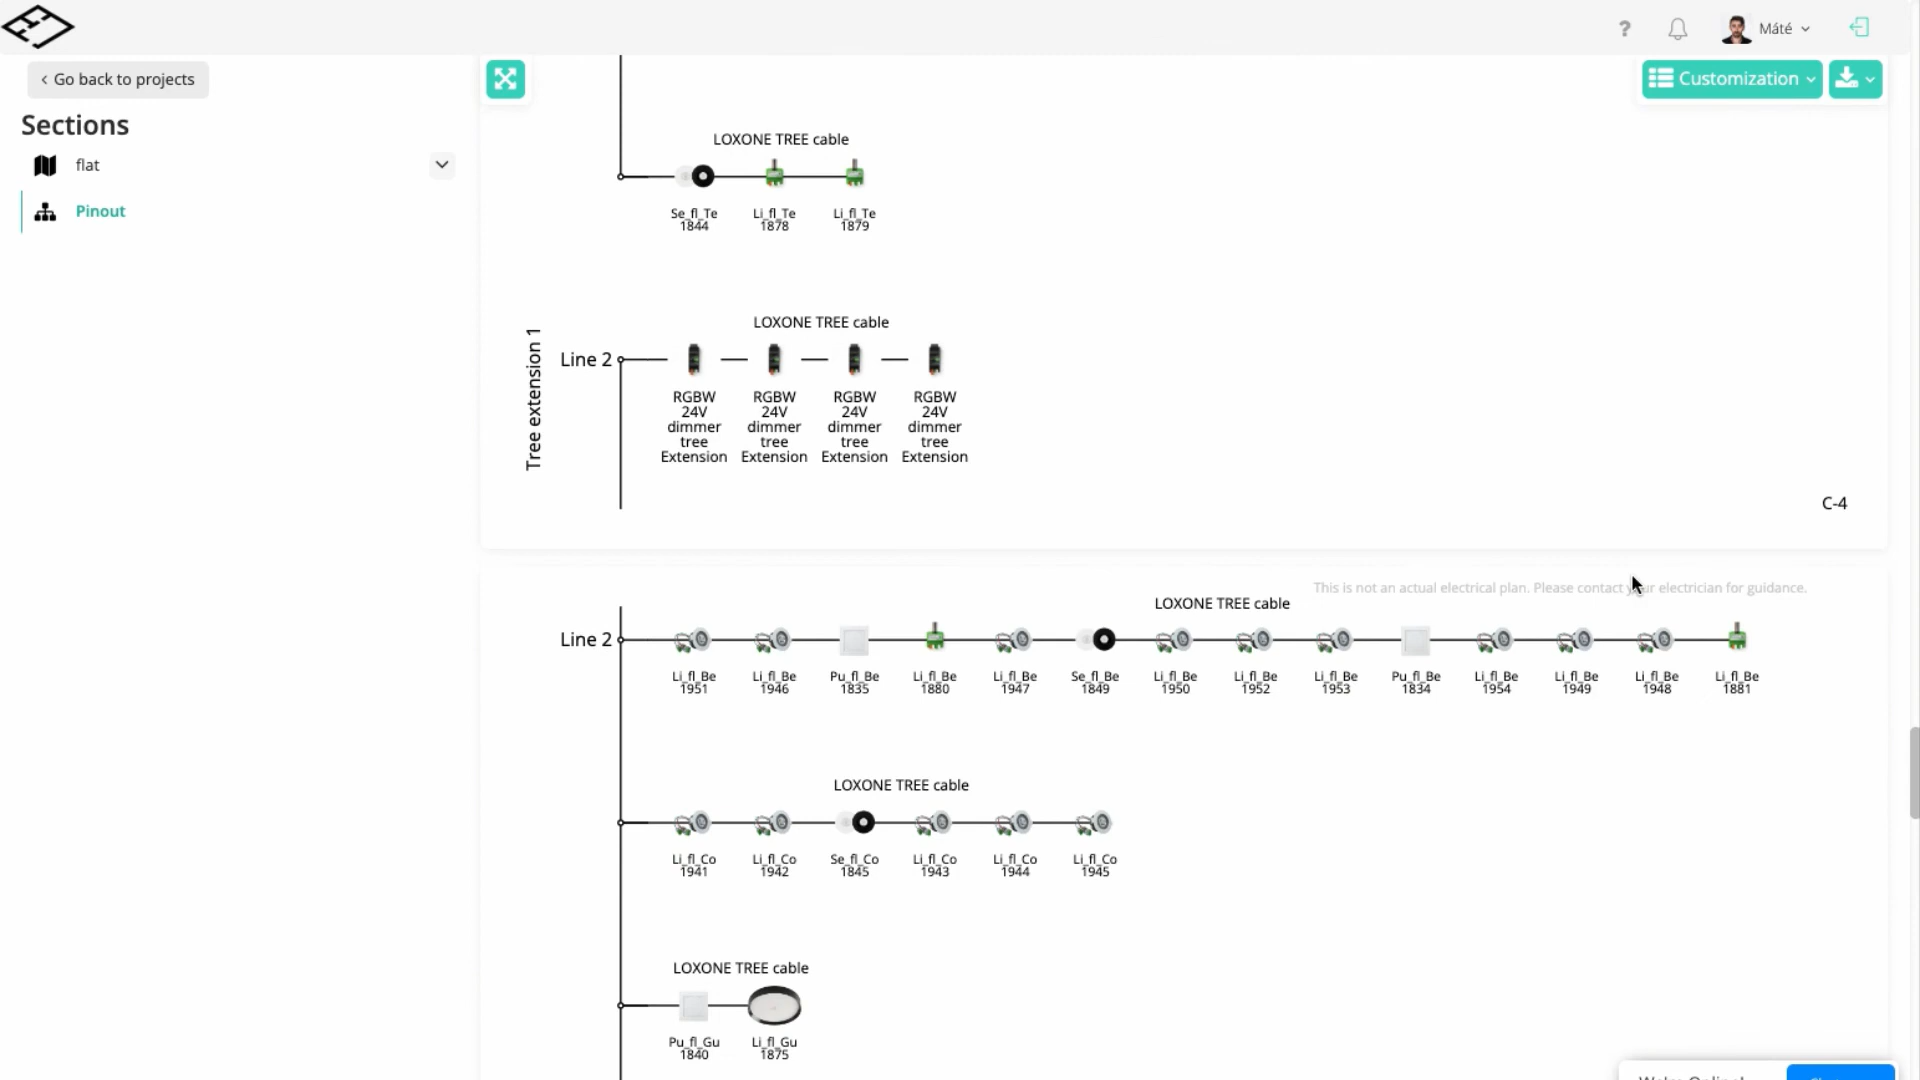 Máté
Go back to projects
Customization
Sections
flat
Pinout
LOXONE TREE cable
Se_fl_Te Li_fl_Te Li_fl_Te
1844 1878 1879
LOXONE TREE cable
Tree extension 1
Line 2
RGBW RGBW RGBW RGBW
24V 24V 24V 24V
dimmer dimmer dimmer dimmer
tree tree tree tree
Extension Extension Extension Extension
C-4
This is not an actual electrical plan. Please contact your electrician for guidance.
LOXONE TREE cable
Line 2
Li_fl_Be Li_fl_Be Pu_fl_Be Li_fl_Be Li_fl_Be Se_fl_Be Li_fl_Be Li_fl_Be Li_fl_Be Pu_fl_Be Li_fl_Be Li_fl_Be Li_fl_Be Li_fl_Be
1951 1946 1835 1880 1947 1849 1950 1952 1953 1834 1954 1949 1948 1881
LOXONE TREE cable
Li_fl_Co Li_fl_Co Se_fl_Co Li_fl_Co Li_fl_Co Li_fl_Co
1941 1942 1845 1943 1944 1945
LOXONE TREE cable
Pu_fl_Gu Li_fl_Gu
1840 1875